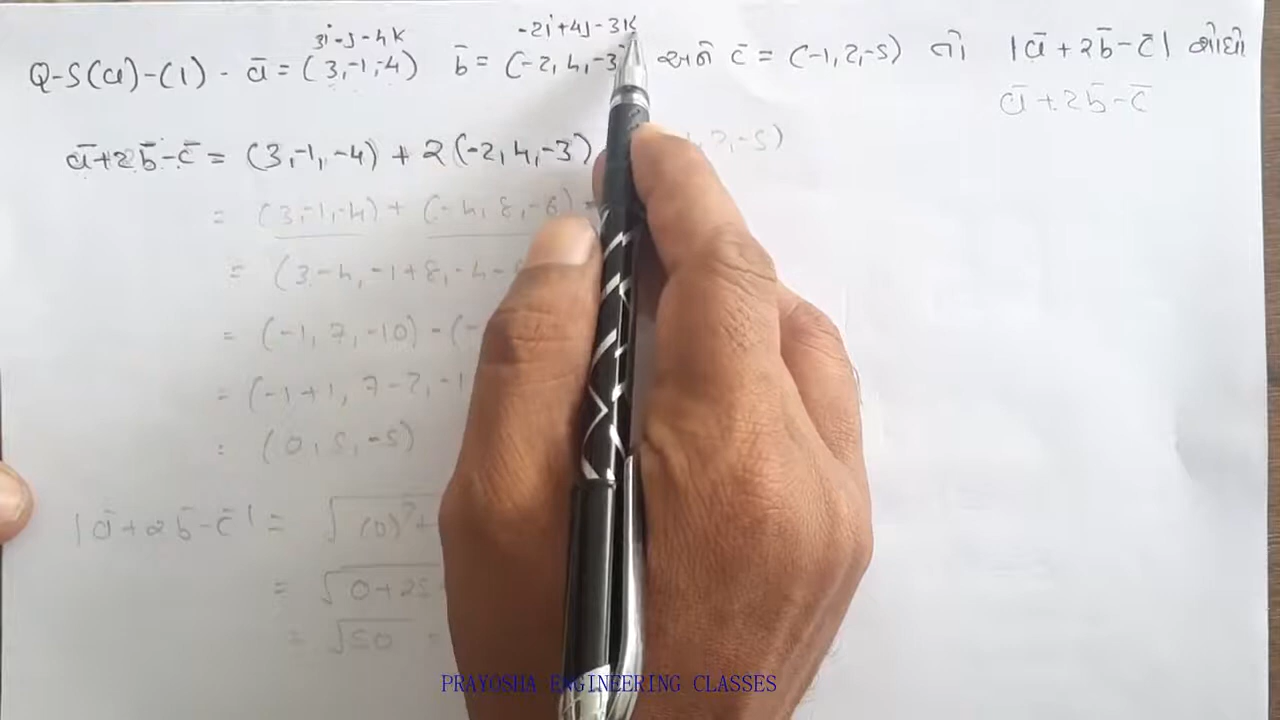 3i-j-4k -2i+4j-3k
Q-5(a)-(1) - ā = (3,-1,-4) b̄ = (-2,4,-3 અને c̄ = (-1,2,-5) તો |ā+2b̄-c̄| શોધો
ā+2b̄-c̄
ā+2b̄-c̄ = (3,-1,-4) + 2(-2,4,-3) ,2,-5)
= (3,-1,-4) + (-4,8,-6)
= (3-4,-1+8,-4-
= (-1,7,-10) - (-
= (-1+1, 7-2,-1
= (0,5,-5)
|ā+2b̄-c̄| = √(0)²+
= √0+25
= √50 =
PRAYOSHA ENGINEERING CLASSES